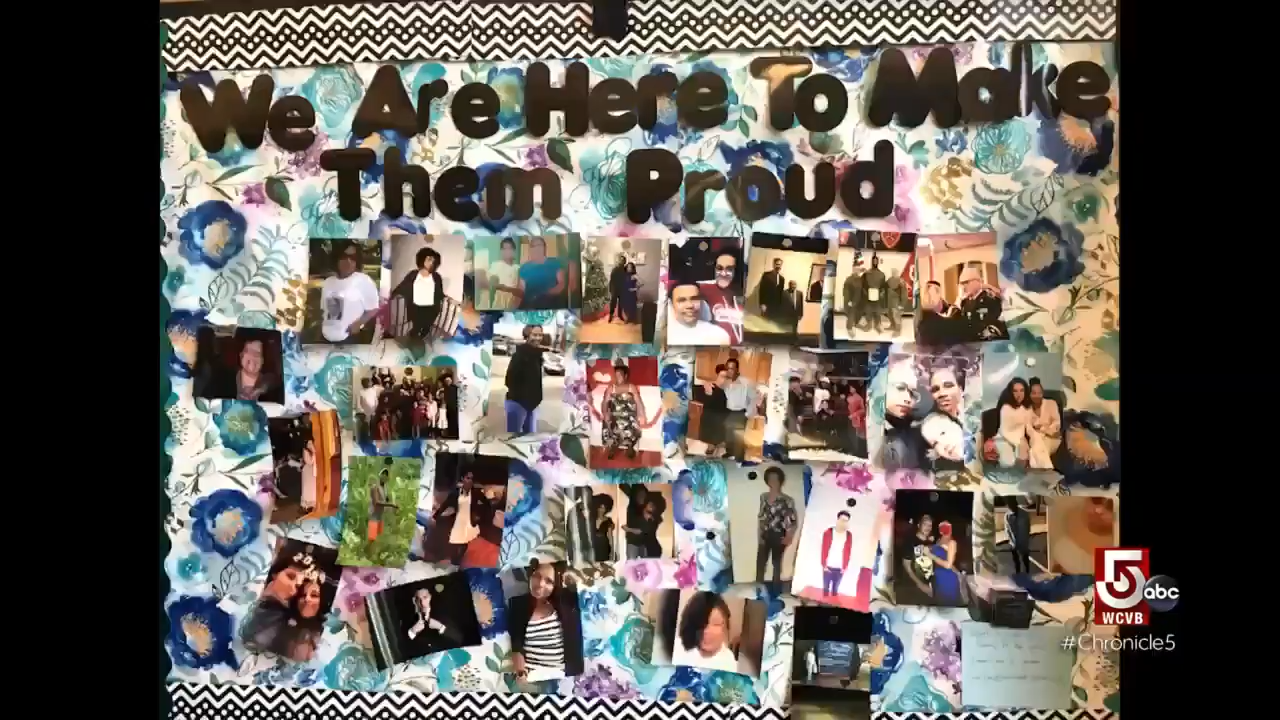 We Are Here To Make
Them Proud
5
abc
WCVB
#Chronicle5